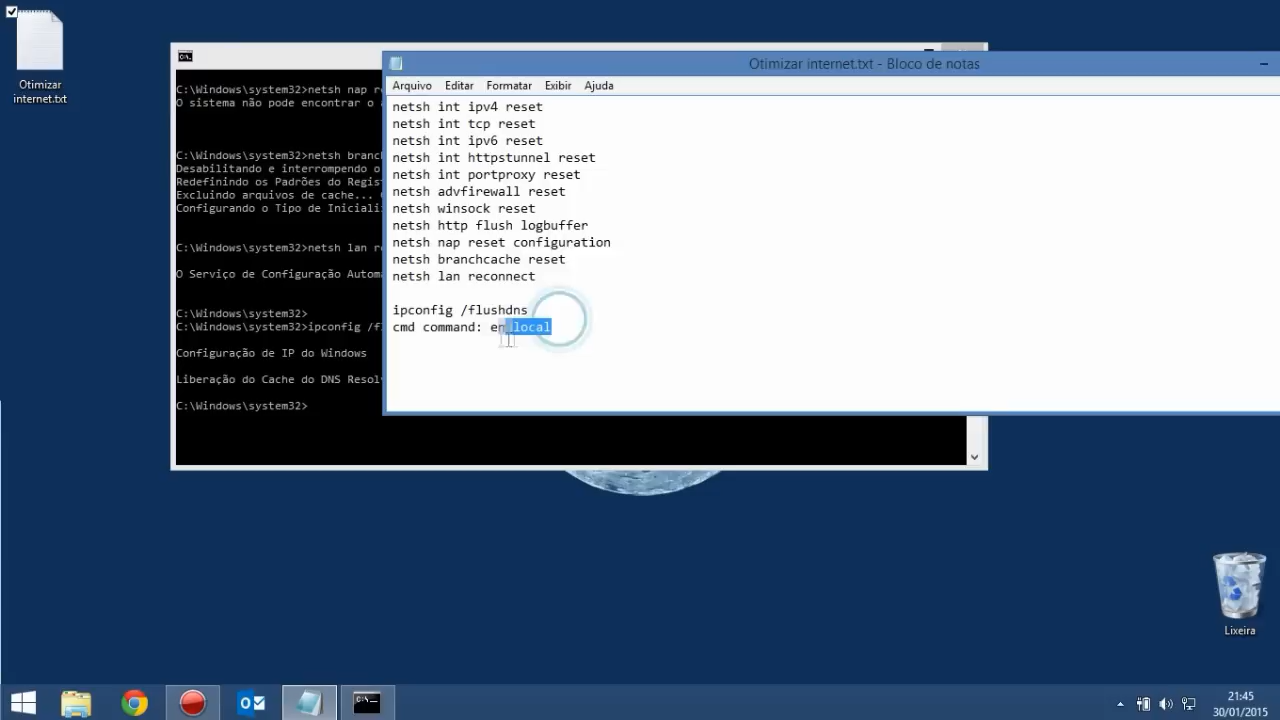 Otimizar
internet.txt
Otimizar internet.txt - Bloco de notas
Arquivo Editar Formatar Exibir Ajuda
netsh int ipv4 reset
netsh int tcp reset
netsh int ipv6 reset
netsh int httpstunnel reset
netsh int portproxy reset
netsh advfirewall reset
netsh winsock reset
netsh http flush logbuffer
netsh nap reset configuration
netsh branchcache reset
netsh lan reconnect
ipconfig /flushdns
cmd command: en local
C:\Windows\system32>netsh nap re
O sistema não pode encontrar o a
C:\Windows\system32>netsh branc
Desabilitando e interrompendo o
Redefinindo os Padrões do Regis
Excluindo arquivos de cache...
Configurando o Tipo de Iniciali
C:\Windows\system32>netsh lan re
O Serviço de Configuração Autom
C:\Windows\system32>
C:\Windows\system32>ipconfig /fl
Configuração de IP do Windows
Liberação do Cache do DNS Resol
C:\Windows\system32>
Lixeira
21:45
30/01/2015